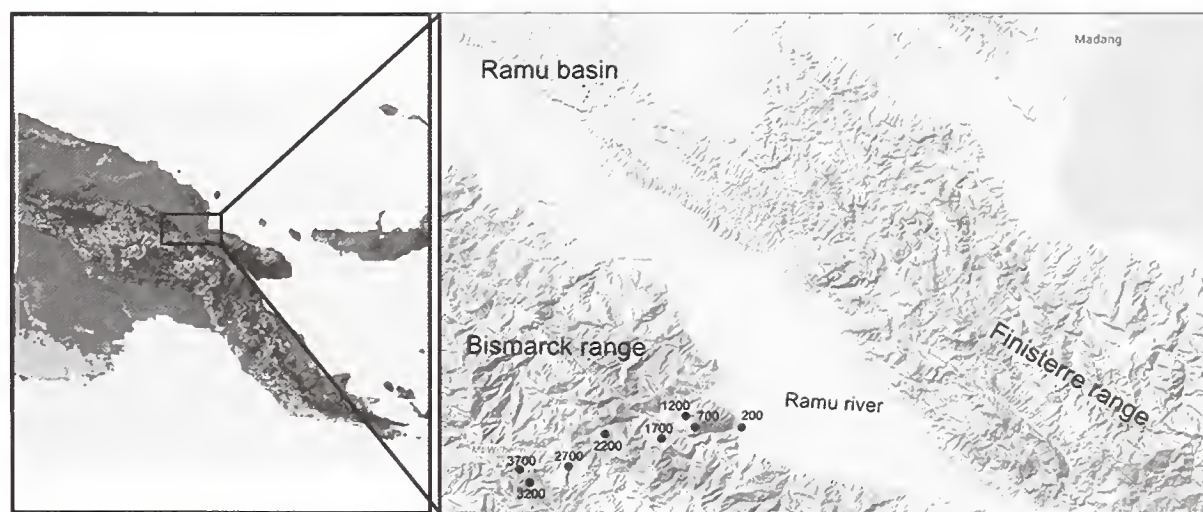 Madang
Ramu basin
Bismarck range
Finisterre range
Ramu river
1200
700
200
1700
2200
2700
3700
3200